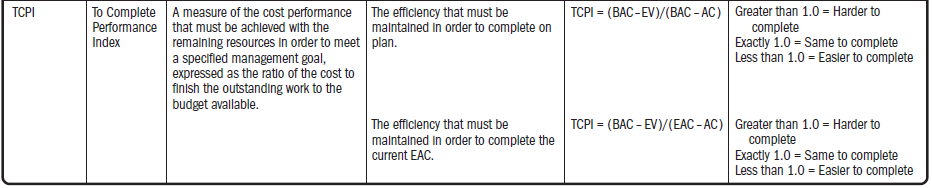 TCPI
To Complete
Performance
Index
A measure of the cost performance
that must be achieved with the
remaining resources in order to meet
a specified management goal,
expressed as the ratio of the cost to
finish the outstanding work to the
budget available.
The efficiency that must be
maintained in order to complete on
plan.
TCPI = (BAC – EV)/(BAC – AC)
Greater than 1.0 = Harder to
complete
Exactly 1.0 = Same to complete
Less than 1.0 = Easier to complete
The efficiency that must be
maintained in order to complete the
current EAC.
TCPI = (BAC – EV)/(EAC – AC)
Greater than 1.0 = Harder to
complete
Exactly 1.0 = Same to complete
Less than 1.0 = Easier to complete